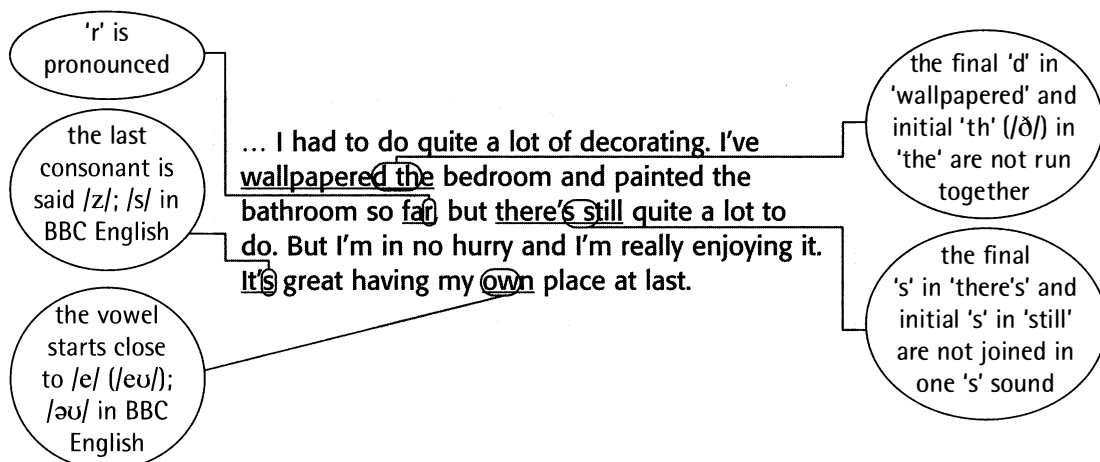 'r' is
pronounced
the last
consonant is
said /z/; /s/ in
BBC English
the vowel
starts close
to /e/ (/eʊ/);
/əʊ/ in BBC
English
... I had to do quite a lot of decorating. I've
wallpapered the bedroom and painted the
bathroom so far, but there's still quite a lot to
do. But I'm in no hurry and I'm really enjoying it.
It's great having my own place at last.
the final 'd' in
'wallpapered' and
initial 'th' (/ð/) in
'the' are not run
together
the final
's' in 'there's' and
initial 's' in 'still'
are not joined in
one 's' sound